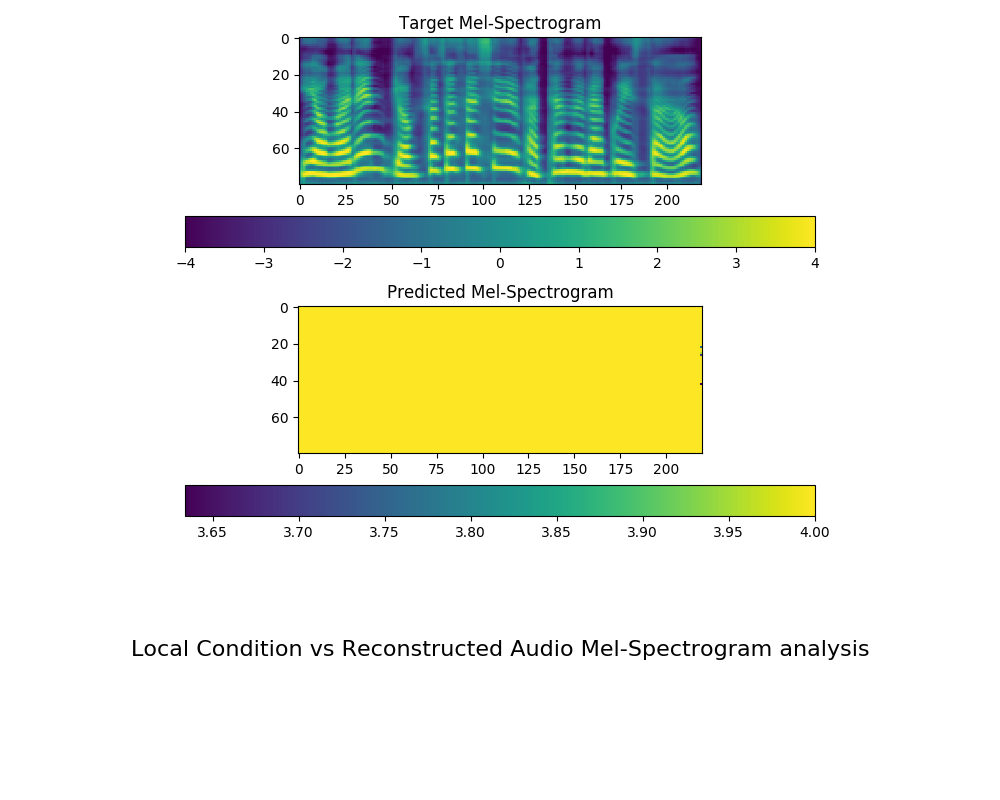 Target Mel-Spectrogram
0
20
40
60
0 25 50 75 100 125 150 175 200
−4 −3 −2 −1 0 1 2 3 4
Predicted Mel-Spectrogram
0
20
40
60
0 25 50 75 100 125 150 175 200
3.65 3.70 3.75 3.80 3.85 3.90 3.95 4.00
Local Condition vs Reconstructed Audio Mel-Spectrogram analysis